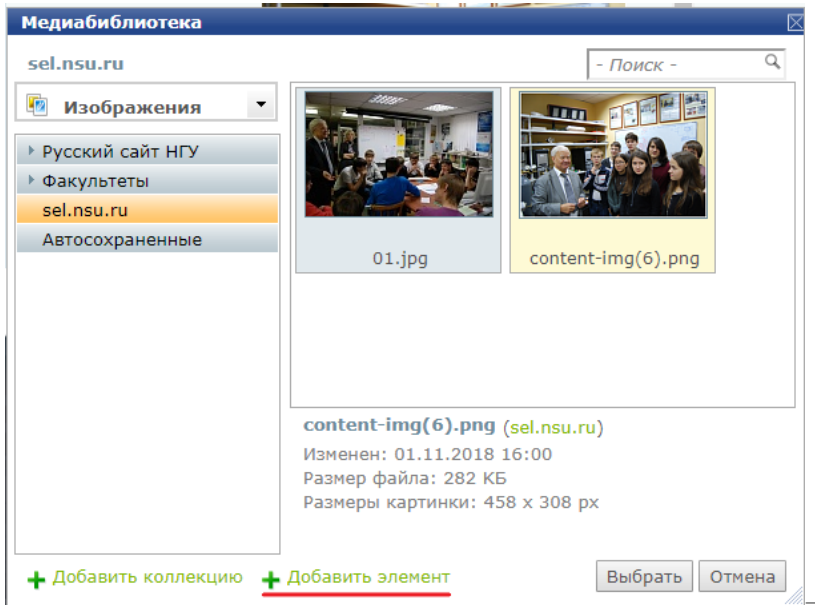 Медиабиблиотека
sel.nsu.ru
- Поиск -
Изображения
Русский сайт НГУ
Факультеты
sel.nsu.ru
Автосохраненные
01.jpg
content-img(6).png
content-img(6).png (sel.nsu.ru)
Изменен: 01.11.2018 16:00
Размер файла: 282 КБ
Размеры картинки: 458 x 308 px
Добавить коллекцию
Добавить элемент
Выбрать
Отмена